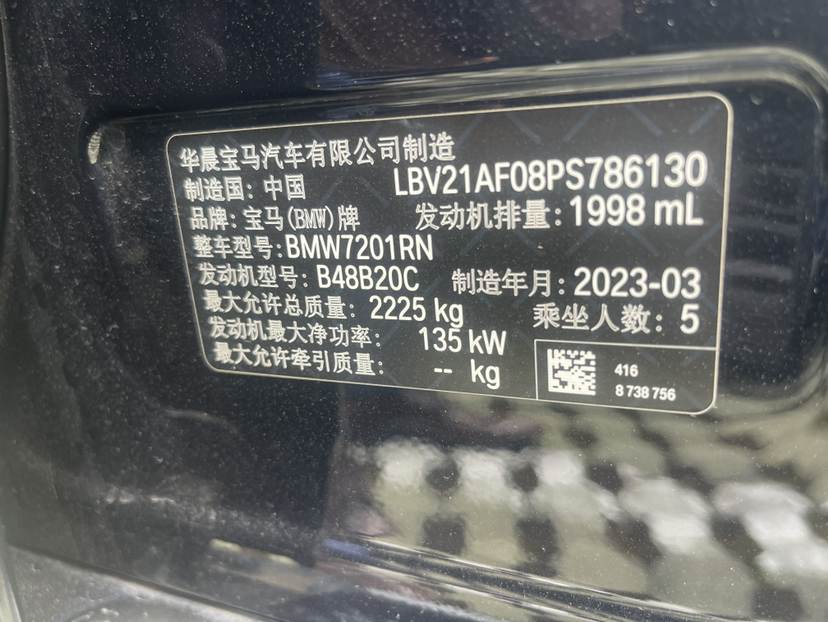 华晨宝马汽车有限公司制造
制造国: 中国 LBV21AF08PS786130
品牌: 宝马(BMW)牌 发动机排量: 1998 mL
整车型号: BMW7201RN
发动机型号: B48B20C 制造年月: 2023-03
最大允许总质量: 2225 kg 乘坐人数: 5
发动机最大净功率: 135 kW
最大允许牵引质量: -- kg
416
8 738 756